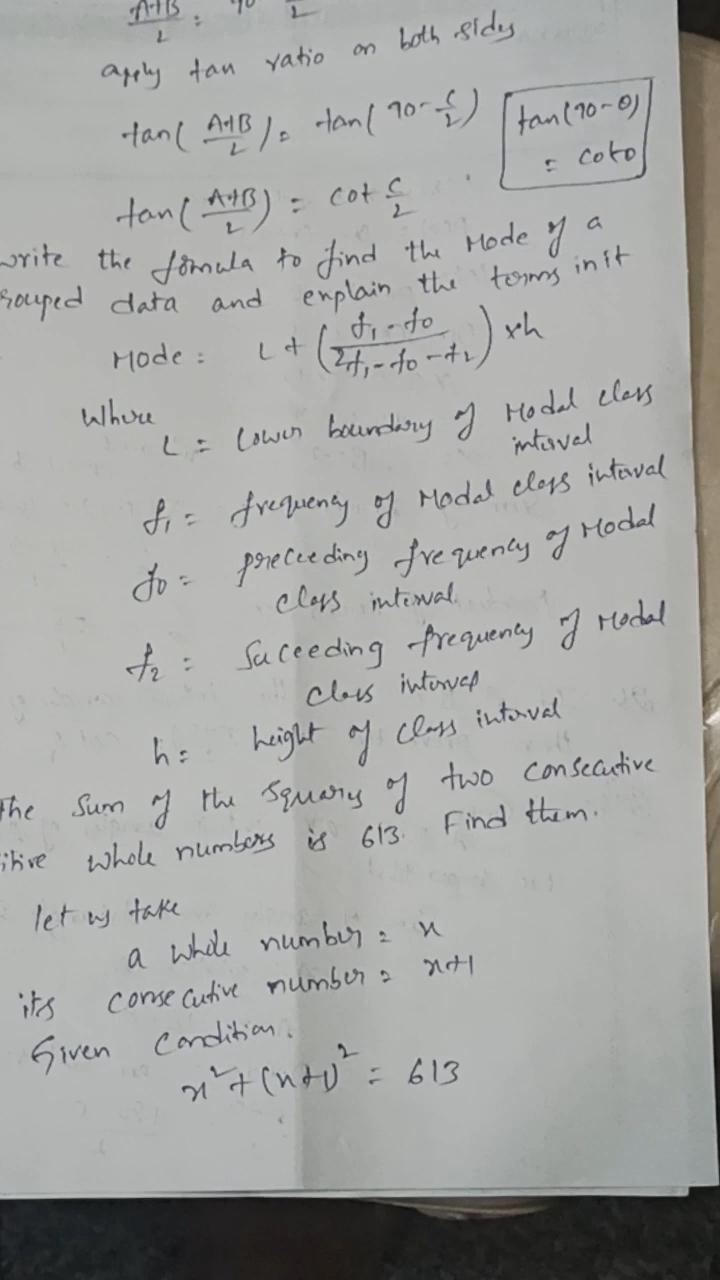 A+B/2 = 90 2
apply tan ratio on both sides
tan(A+B/2) = tan(90-C/2)
tan(90-θ)
= cotθ
tan(A+B/2) = cot C/2
write the formula to find the Mode of a
rouped data and explain the terms in it
Mode = L + (f₁-f₀/2f₁-f₀-f₂) xh
Where
L = lower boundary of Modal class
interval
f₁ = frequency of Modal class interval
f₀ = preceeding frequency of Modal
class interval
f₂ = Suceeding frequency of Modal
class interval
h = height of class interval
The sum of the squares of two consecutive
itive whole numbers is 613. Find them.
let us take
a whole number = x
its consecutive number = x+1
Given condition.
x²+(x+1)² = 613